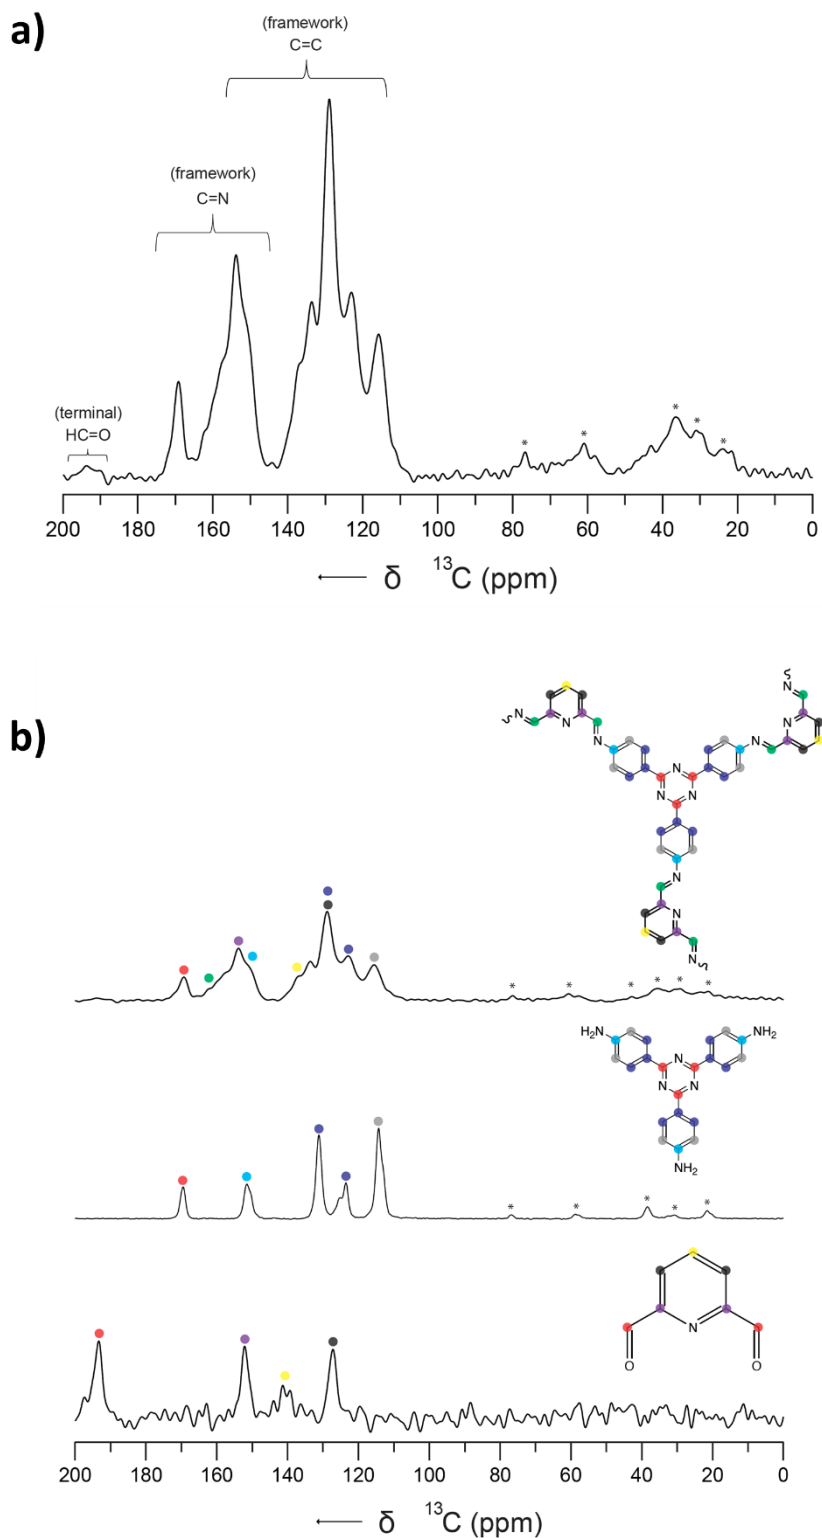 a)
(framework)
C=C
(framework)
C=N
(terminal)
HC=O
* * * * *
200 180 160 140 120 100 80 60 40 20 0
δ ¹³C (ppm)
b)
N N
N N N N
N N N
N
N
N
N
* * * * * *
H₂N NH₂
N
N N
NH₂
* * * * *
N
O O
200 180 160 140 120 100 80 60 40 20 0
δ ¹³C (ppm)